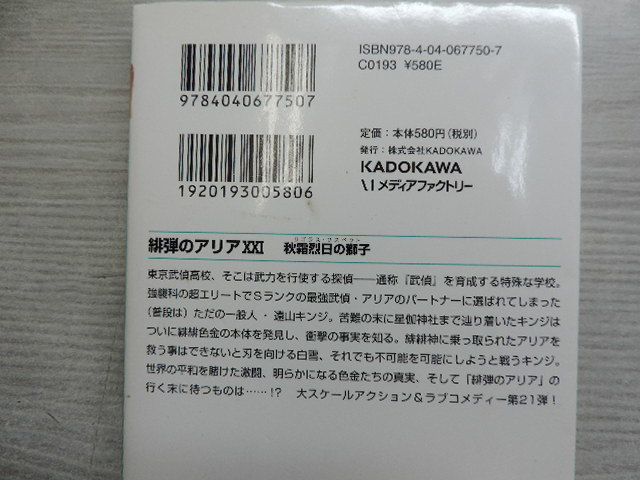 ISBN978-4-04-067750-7
C0193 ¥580E
9784040677507
定価：本体580円（税別）
発行：株式会社KADOKAWA
KADOKAWA
メディアファクトリー
1920193005806
緋弾のアリアXXI 秋霜烈日の獅子
東京武偵高校、そこは武力を行使する探偵――通称『武偵』を育成する特殊な学校。
強襲科の超エリートでSランクの最強武偵・アリアのパートナーに選ばれてしまった
（普段は）ただの一般人・遠山キンジ。苦難の末に星伽神社まで辿り着いたキンジは
ついに緋緋色金の本体を発見し、衝撃の事実を知る。緋緋神に乗っ取られたアリアを
救う事はできないと刃を向ける白雪、それでも不可能を可能にしようと戦うキンジ。
世界の平和を賭けた激闘、明らかになる色金たちの真実、そして『緋弾のアリア』の
行く末に待つものは……!? 大スケールアクション＆ラブコメディー第21弾！